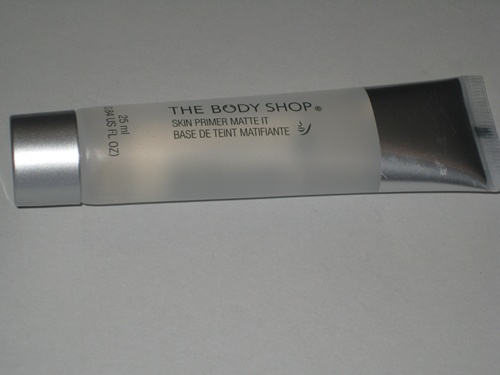 THE BODY SHOP®
SKIN PRIMER MATTE IT
BASE DE TEINT MATIFIANTE
25 ml
0.84 US FL. OZ)